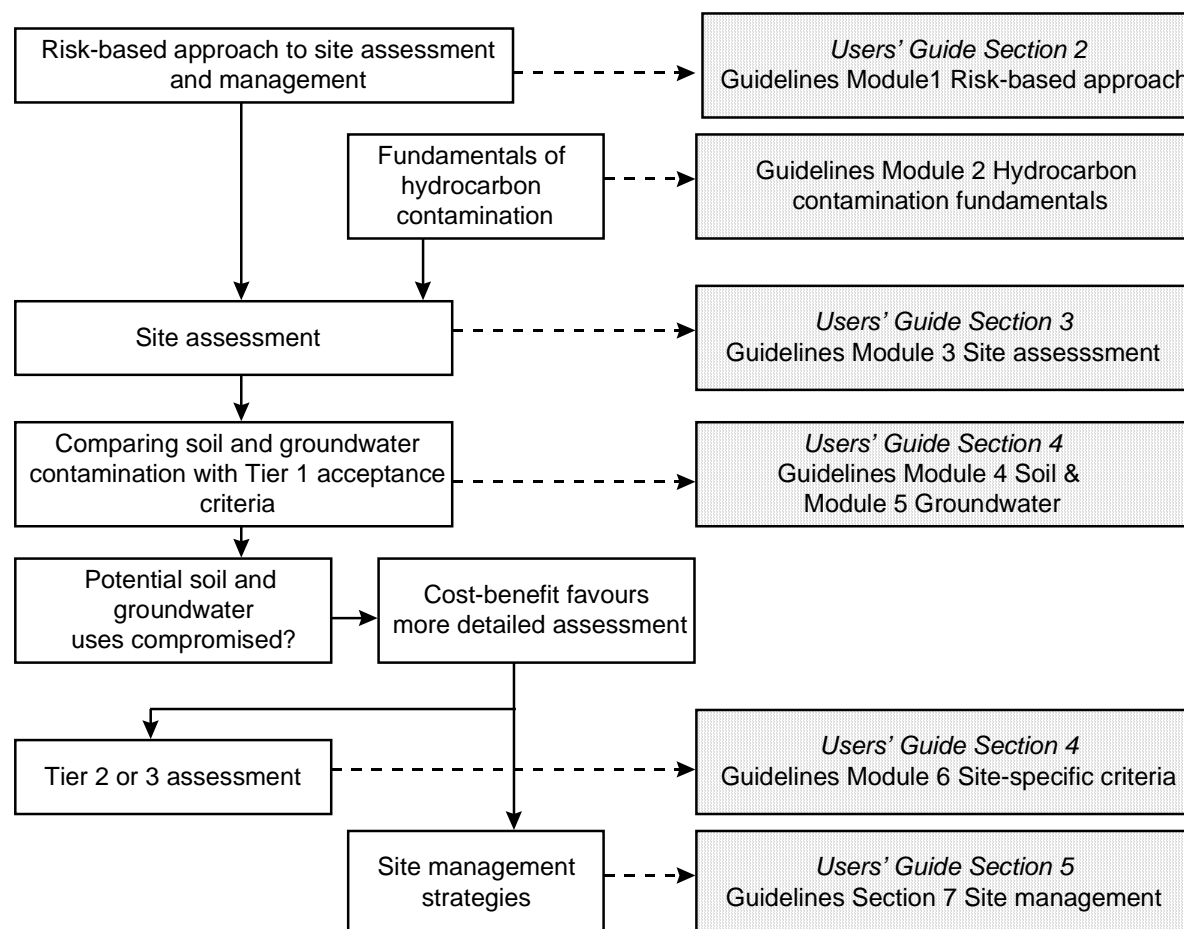 Risk-based approach to site assessment
and management
Users’ Guide Section 2
Guidelines Module1 Risk-based approach
Fundamentals of
hydrocarbon
contamination
Guidelines Module 2 Hydrocarbon
contamination fundamentals
Site assessment
Users’ Guide Section 3
Guidelines Module 3 Site assesssment
Comparing soil and groundwater
contamination with Tier 1 acceptance
criteria
Users’ Guide Section 4
Guidelines Module 4 Soil &
Module 5 Groundwater
Potential soil and
groundwater
uses compromised?
Cost-benefit favours
more detailed assessment
Tier 2 or 3 assessment
Users’ Guide Section 4
Guidelines Module 6 Site-specific criteria
Site management
strategies
Users’ Guide Section 5
Guidelines Section 7 Site management